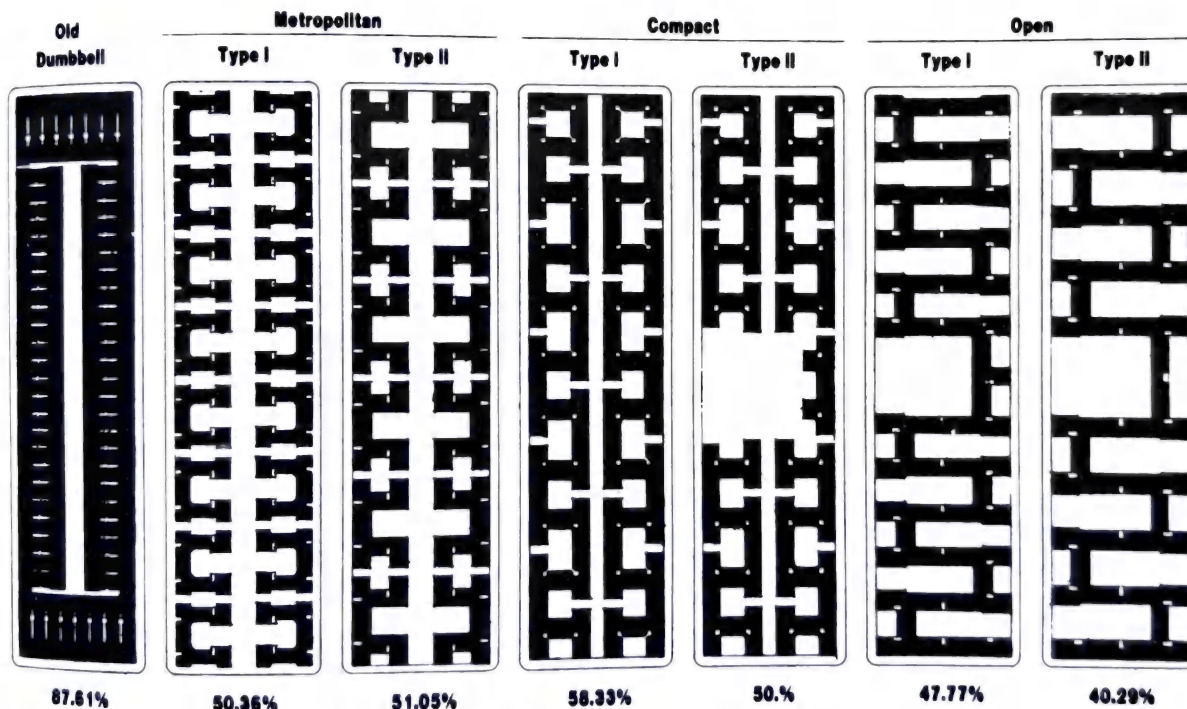 Old
Dumbbell
Metropolitan
Type I
Type II
Compact
Type I
Type II
Open
Type I
Type II
87.61%
50.36%
51.05%
58.33%
50.%
47.77%
40.29%